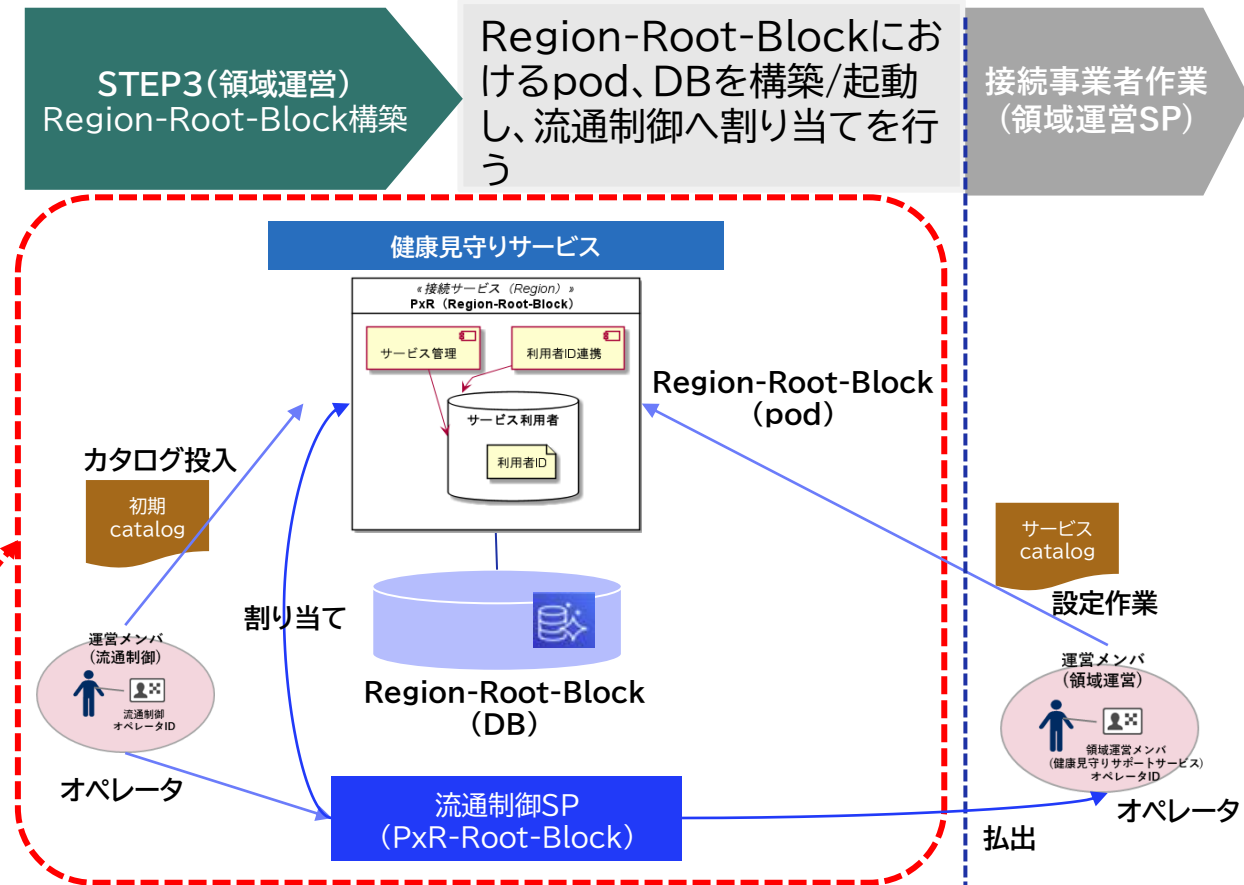 STEP3(領域運営)
Region-Root-Block構築
Region-Root-Blockにお
けるpod、DBを構築/起動
し、流通制御へ割り当てを行
う
接続事業者作業
(領域運営SP)
健康見守りサービス
«接続サービス（Region）»
PxR（Region-Root-Block）
サービス管理
利用者ID連携
サービス利用者
利用者ID
Region-Root-Block
(pod)
カタログ投入
初期
catalog
割り当て
運営メンバ
(流通制御)
流通制御
オペレータID
オペレータ
Region-Root-Block
(DB)
流通制御SP
(PxR-Root-Block)
サービス
catalog
設定作業
運営メンバ
(領域運営)
領域運営メンバ
(健康見守りサポートサービス)
オペレータID
オペレータ
払出